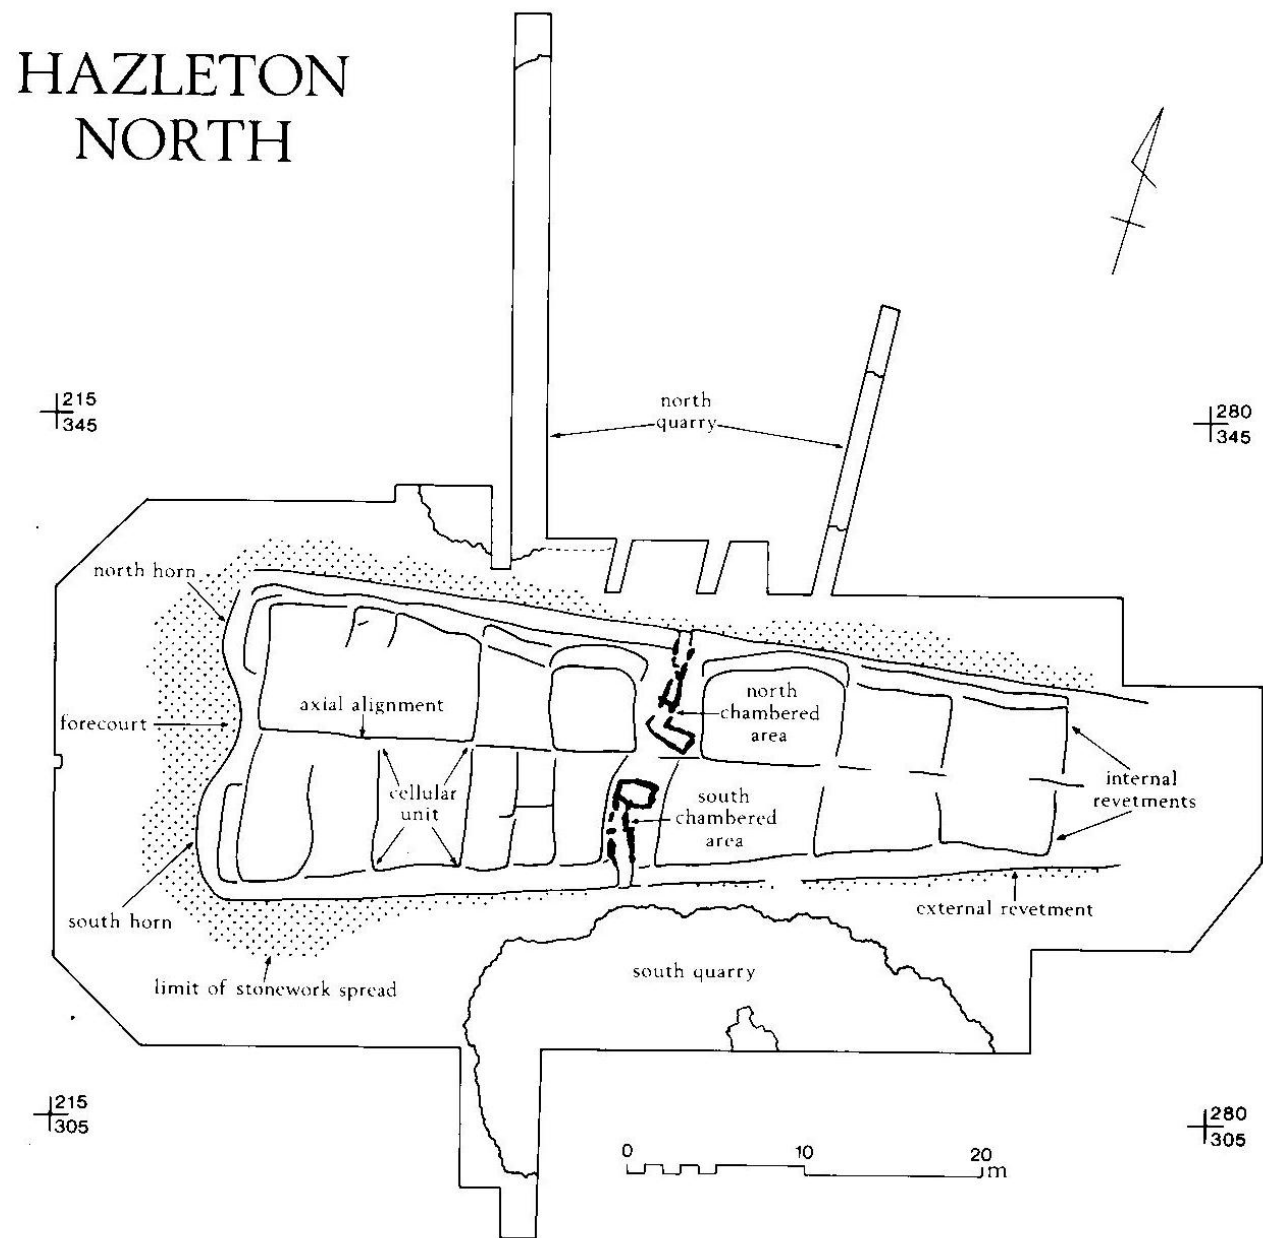 HAZLETON
NORTH
north
quarry
215
345
280
345
north horn
axial alignment
forecourt
north
chambered
area
cellular
unit
south
chambered
area
internal
revetments
south horn
external revetment
limit of stonework spread
south quarry
215
305
280
305
0
10
20
m